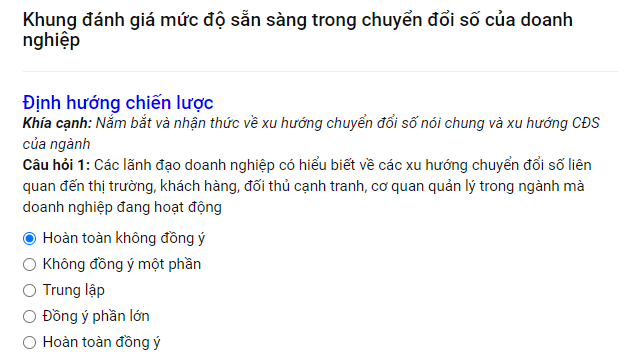 Khung đánh giá mức độ sẵn sàng trong chuyển đổi số của doanh
nghiệp
Định hướng chiến lược
Khía cạnh: Nắm bắt và nhận thức về xu hướng chuyển đổi số nói chung và xu hướng CĐS
của ngành
Câu hỏi 1: Các lãnh đạo doanh nghiệp có hiểu biết về các xu hướng chuyển đổi số liên
quan đến thị trường, khách hàng, đối thủ cạnh tranh, cơ quan quản lý trong ngành mà
doanh nghiệp đang hoạt động
Hoàn toàn không đồng ý
Không đồng ý một phần
Trung lập
Đồng ý phần lớn
Hoàn toàn đồng ý